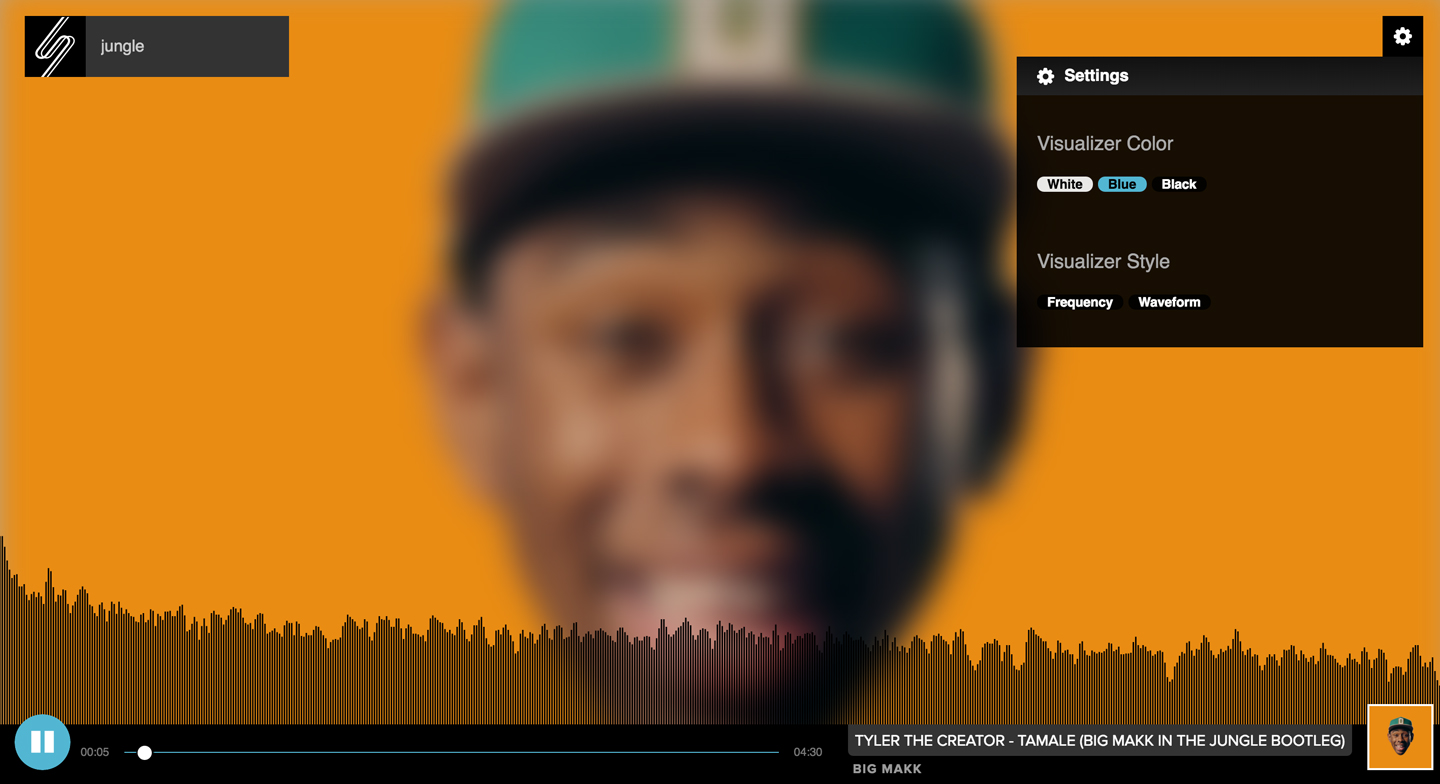 jungle
Settings
Visualizer Color
White Blue Black
Visualizer Style
Frequency Waveform
00:05
04:30
TYLER THE CREATOR - TAMALE (BIG MAKK IN THE JUNGLE BOOTLEG)
BIG MAKK